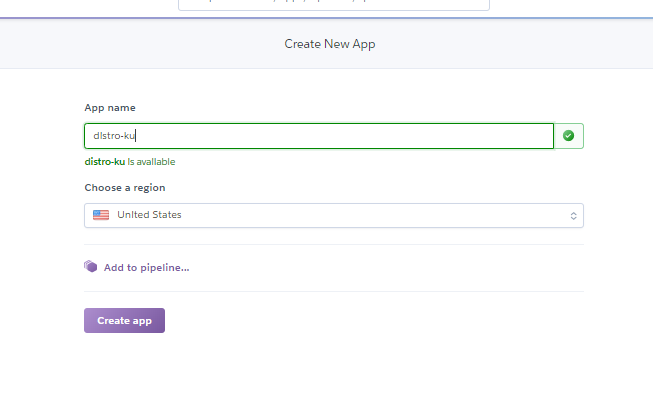 Create New App
App name
distro-ku
distro-ku is available
Choose a region
United States
Add to pipeline...
Create app